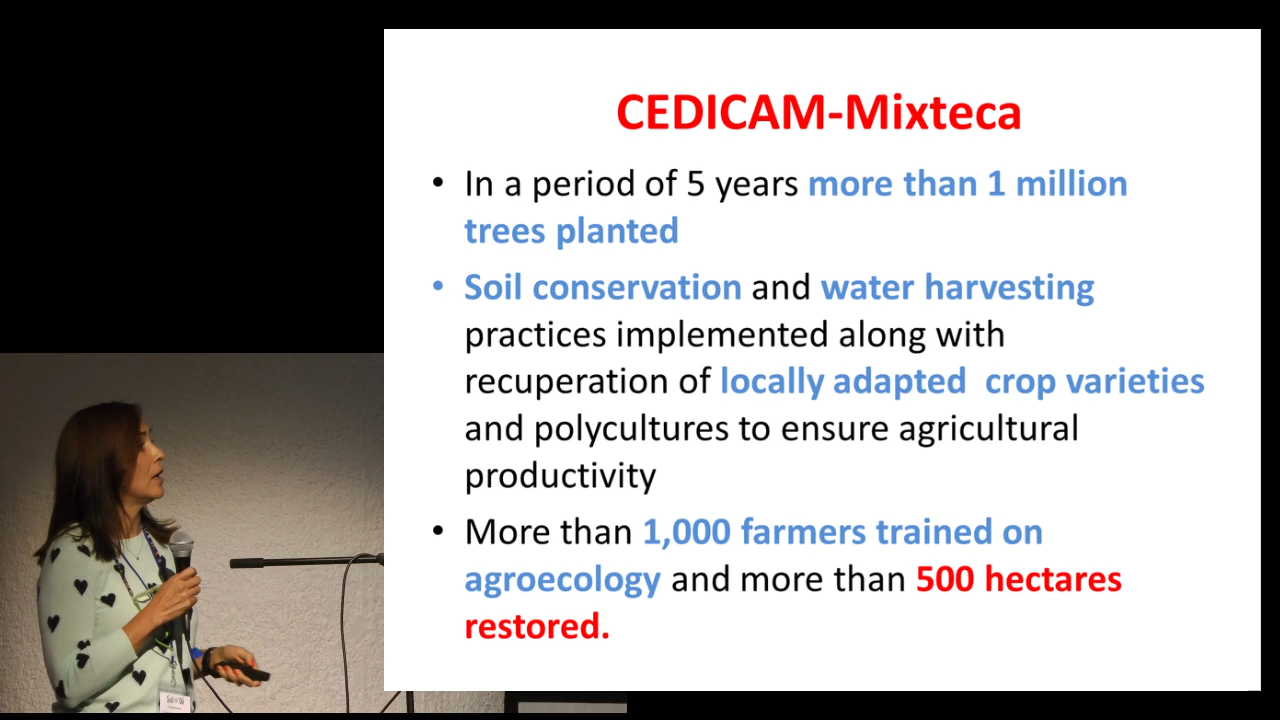 CEDICAM-Mixteca
• In a period of 5 years more than 1 million
trees planted
• Soil conservation and water harvesting
practices implemented along with
recuperation of locally adapted crop varieties
and polycultures to ensure agricultural
productivity
• More than 1,000 farmers trained on
agroecology and more than 500 hectares
restored.